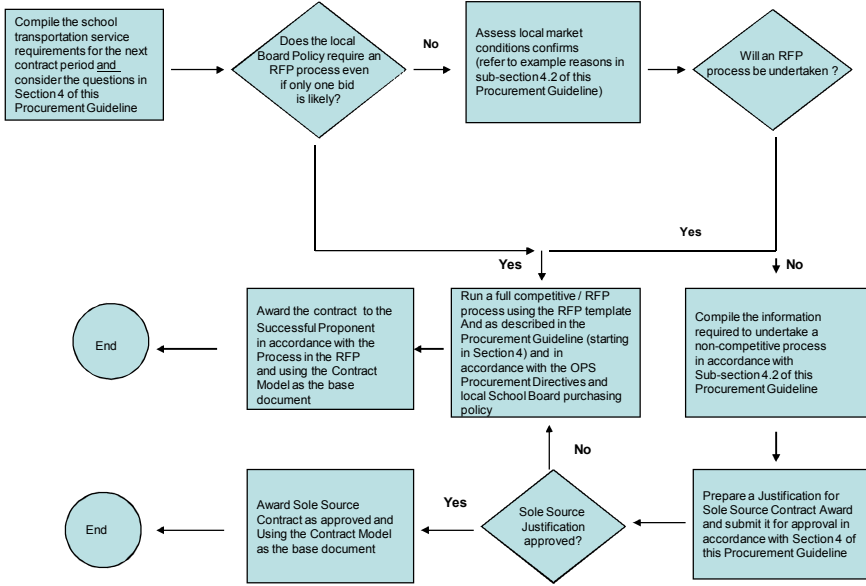 Compile the school
transportation service
requirements for the next
contract period and
consider the questions in
Section 4 of this
Procurement Guideline
Does the local
Board Policy require an
RFP process even
if only one bid
is likely?
No
Assess local market
conditions confirms
(refer to example reasons in
sub-section 4.2 of this
Procurement Guideline)
Will an RFP
process be undertaken ?
Yes
Yes
No
End
Award the contract to the
Successful Proponent
in accordance with the
Process in the RFP
and using the Contract
Model as the base
document
Run a full competitive / RFP
process using the RFP template
And as described in the
Procurement Guideline (starting
in Section 4) and in
accordance with the OPS
Procurement Directives and
local School Board purchasing
policy
Compile the information
required to undertake a
non-competitive process
in accordance with
Sub-section 4.2 of this
Procurement Guideline
No
End
Award Sole Source
Contract as approved and
Using the Contract Model
as the base document
Yes
Sole Source
Justification
approved?
Prepare a Justification for
Sole Source Contract Award
and submit it for approval in
accordance with Section 4 of
this Procurement Guideline